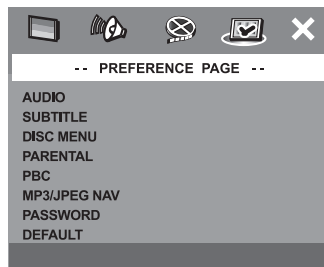 -- PREFERENCE PAGE --
AUDIO
SUBTITLE
DISC MENU
PARENTAL
PBC
MP3/JPEG NAV
PASSWORD
DEFAULT